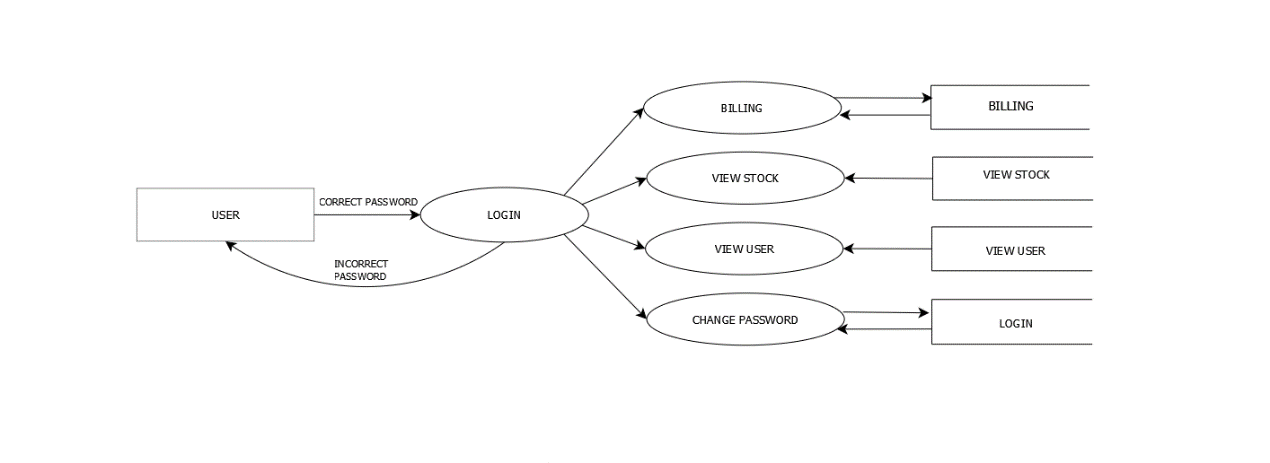 BILLING
BILLING
VIEW STOCK
VIEW STOCK
CORRECT PASSWORD
USER
LOGIN
VIEW USER
VIEW USER
INCORRECT
PASSWORD
CHANGE PASSWORD
LOGIN